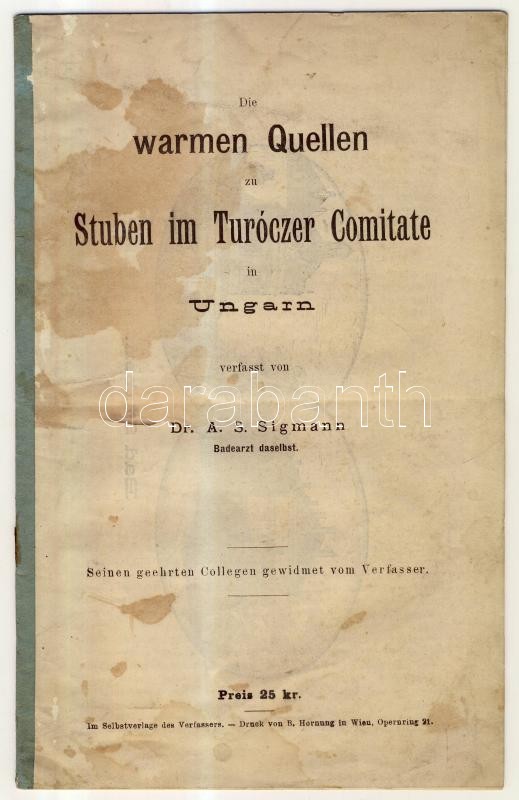 Die
warmen Quellen
zu
Stuben im Turóczer Comitate
in
Ungarn
verfasst von
darabanth
Dr. A. S. Sigmann
Badearzt daselbst.
Seinen geehrten Collegen gewidmet vom Verfasser.
Preis 25 kr.
Im Selbstverlage des Verfassers. — Druck von B. Hornung in Wien, Opernring 21.